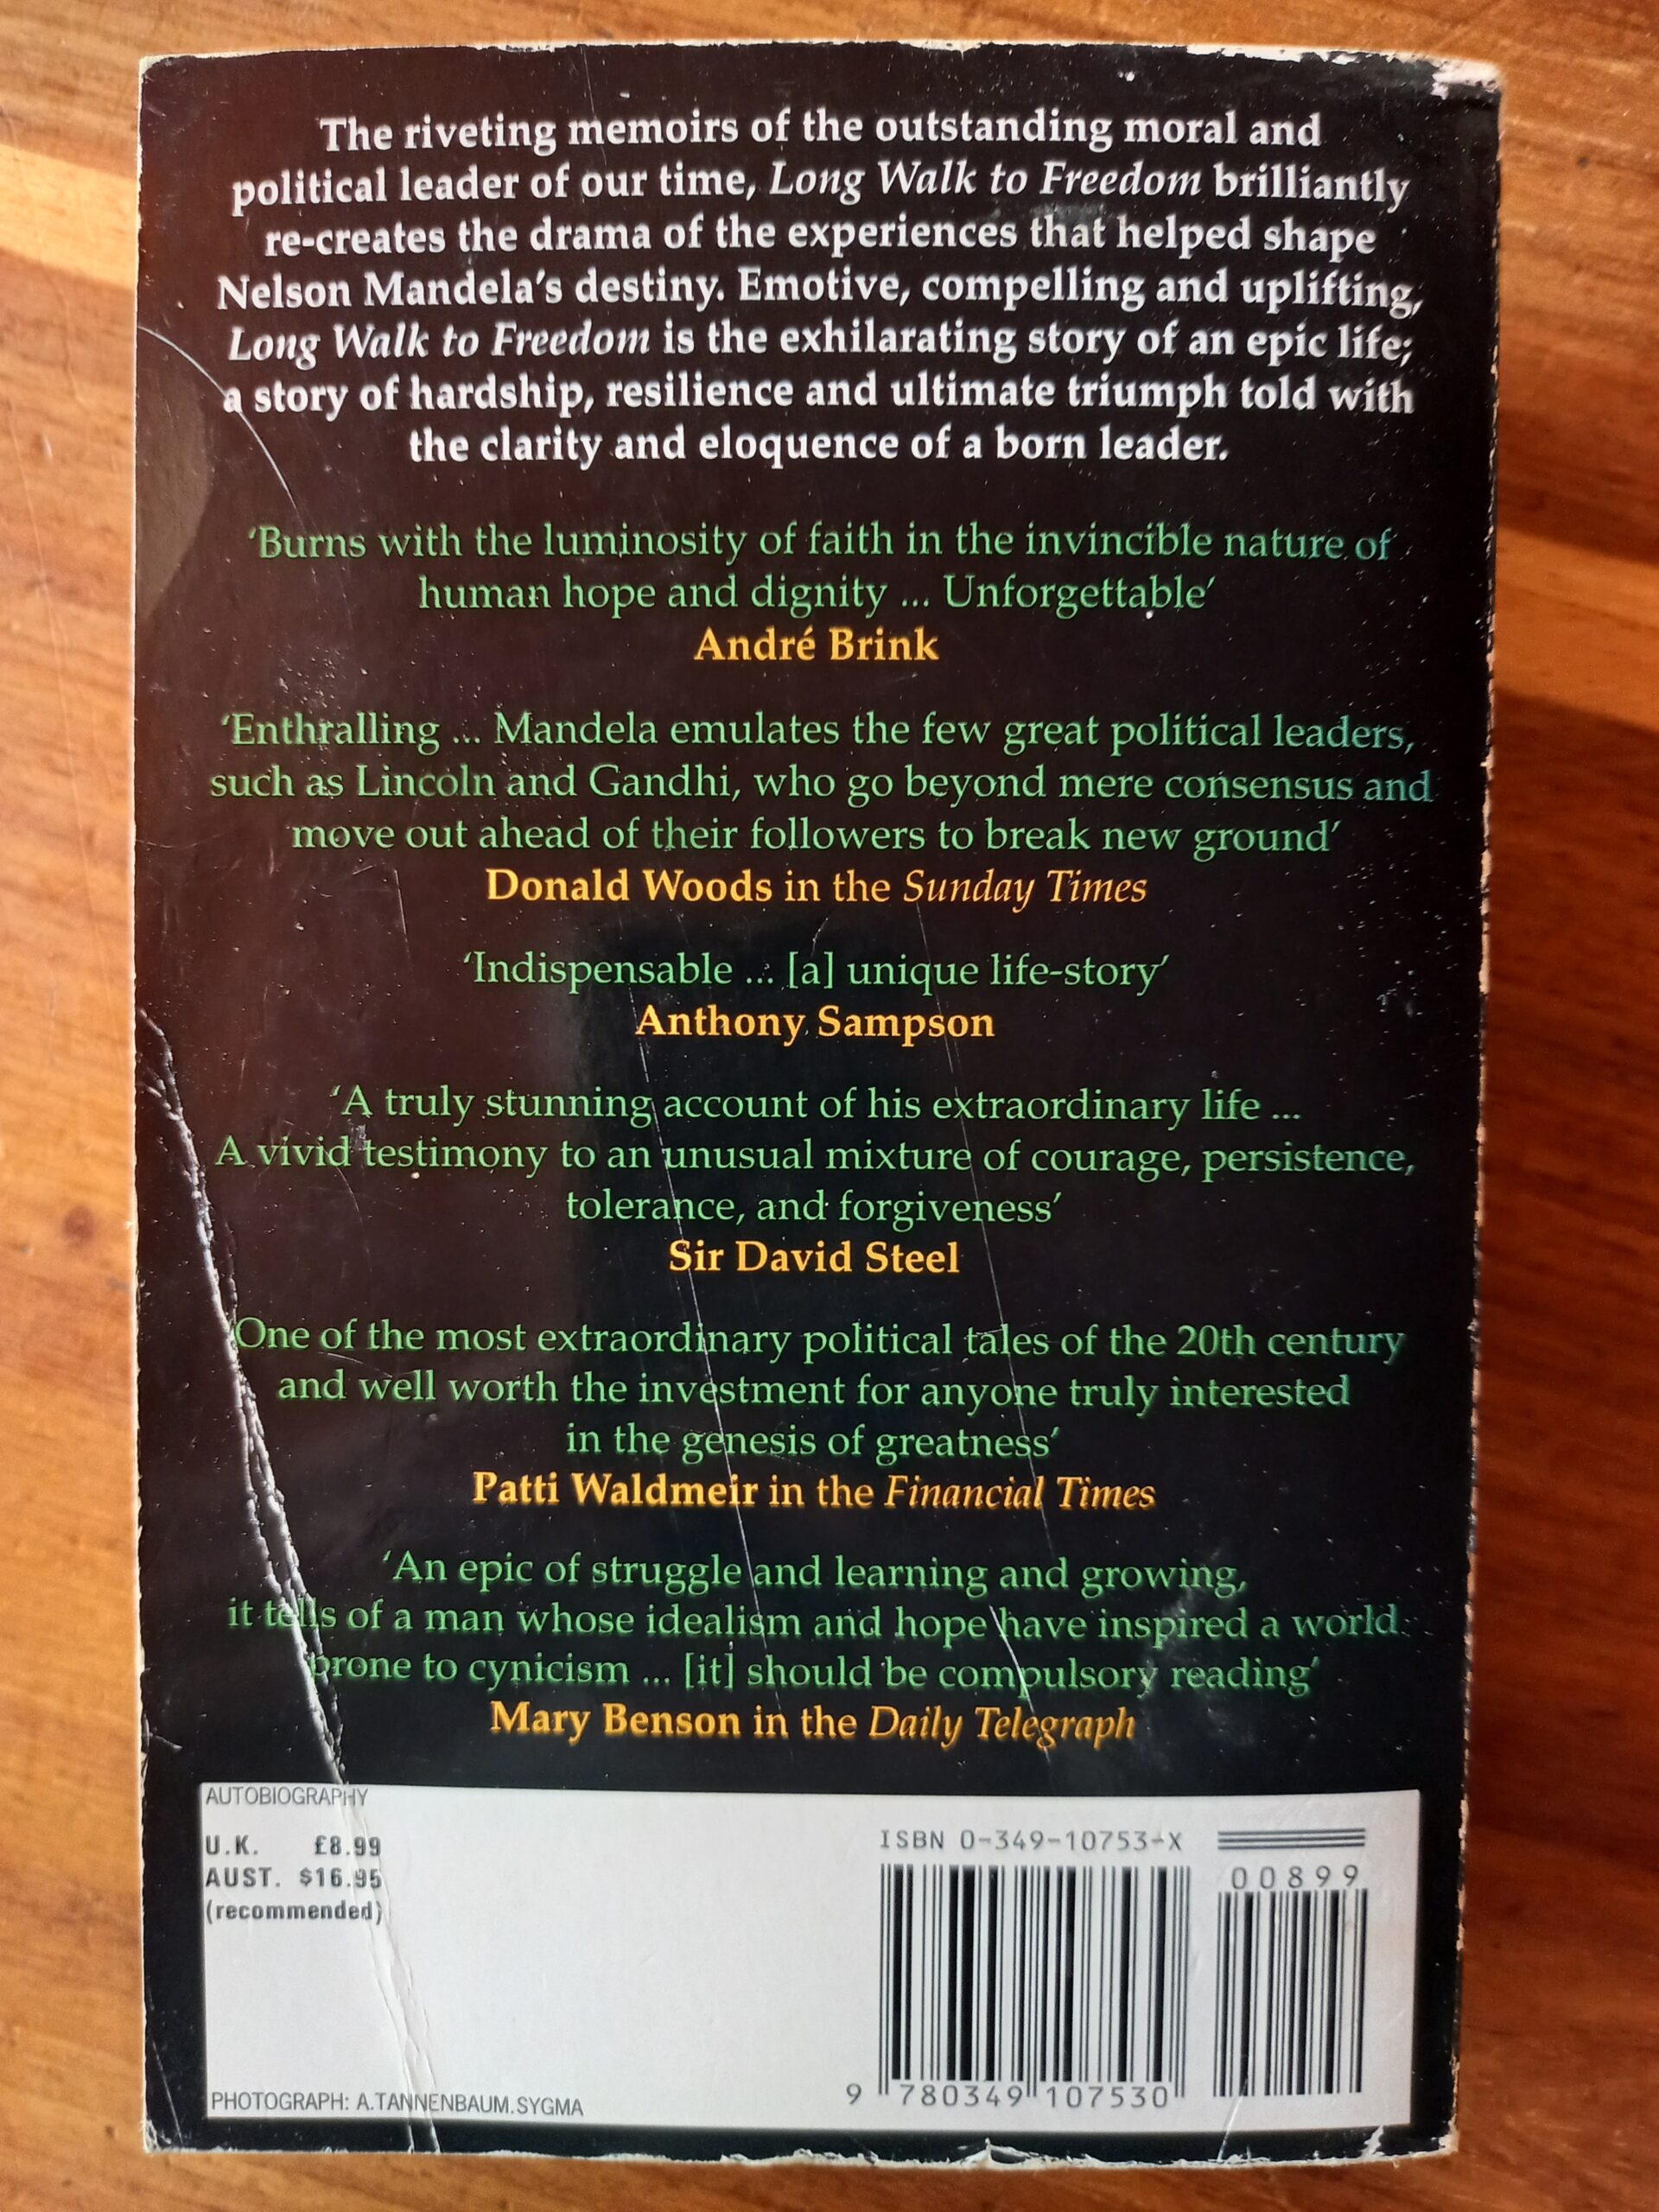 The riveting memoirs of the outstanding moral and
political leader of our time, Long Walk to Freedom brilliantly
re-creates the drama of the experiences that helped shape
Nelson Mandela's destiny. Emotive, compelling and uplifting,
Long Walk to Freedom is the exhilarating story of an epic life;
a story of hardship, resilience and ultimate triumph told with
the clarity and eloquence of a born leader.
‘Burns with the luminosity of faith in the invincible nature of
human hope and dignity ... Unforgettable’
André Brink
‘Enthralling ... Mandela emulates the few great political leaders,
such as Lincoln and Gandhi, who go beyond mere consensus and
move out ahead of their followers to break new ground’
Donald Woods in the Sunday Times
‘Indispensable ... [a] unique life-story’
Anthony Sampson
‘A truly stunning account of his extraordinary life ...
A vivid testimony to an unusual mixture of courage, persistence,
tolerance, and forgiveness’
Sir David Steel
‘One of the most extraordinary political tales of the 20th century
and well worth the investment for anyone truly interested
in the genesis of greatness’
Patti Waldmeir in the Financial Times
‘An epic of struggle and learning and growing,
it tells of a man whose idealism and hope have inspired a world
prone to cynicism ... [it] should be compulsory reading’
Mary Benson in the Daily Telegraph
AUTOBIOGRAPHY
U.K. £8.99
AUST. $16.95
(recommended)
PHOTOGRAPH: A.TANNENBAUM.SYGMA
ISBN 0-349-10753-X
00899
9 780349 107530